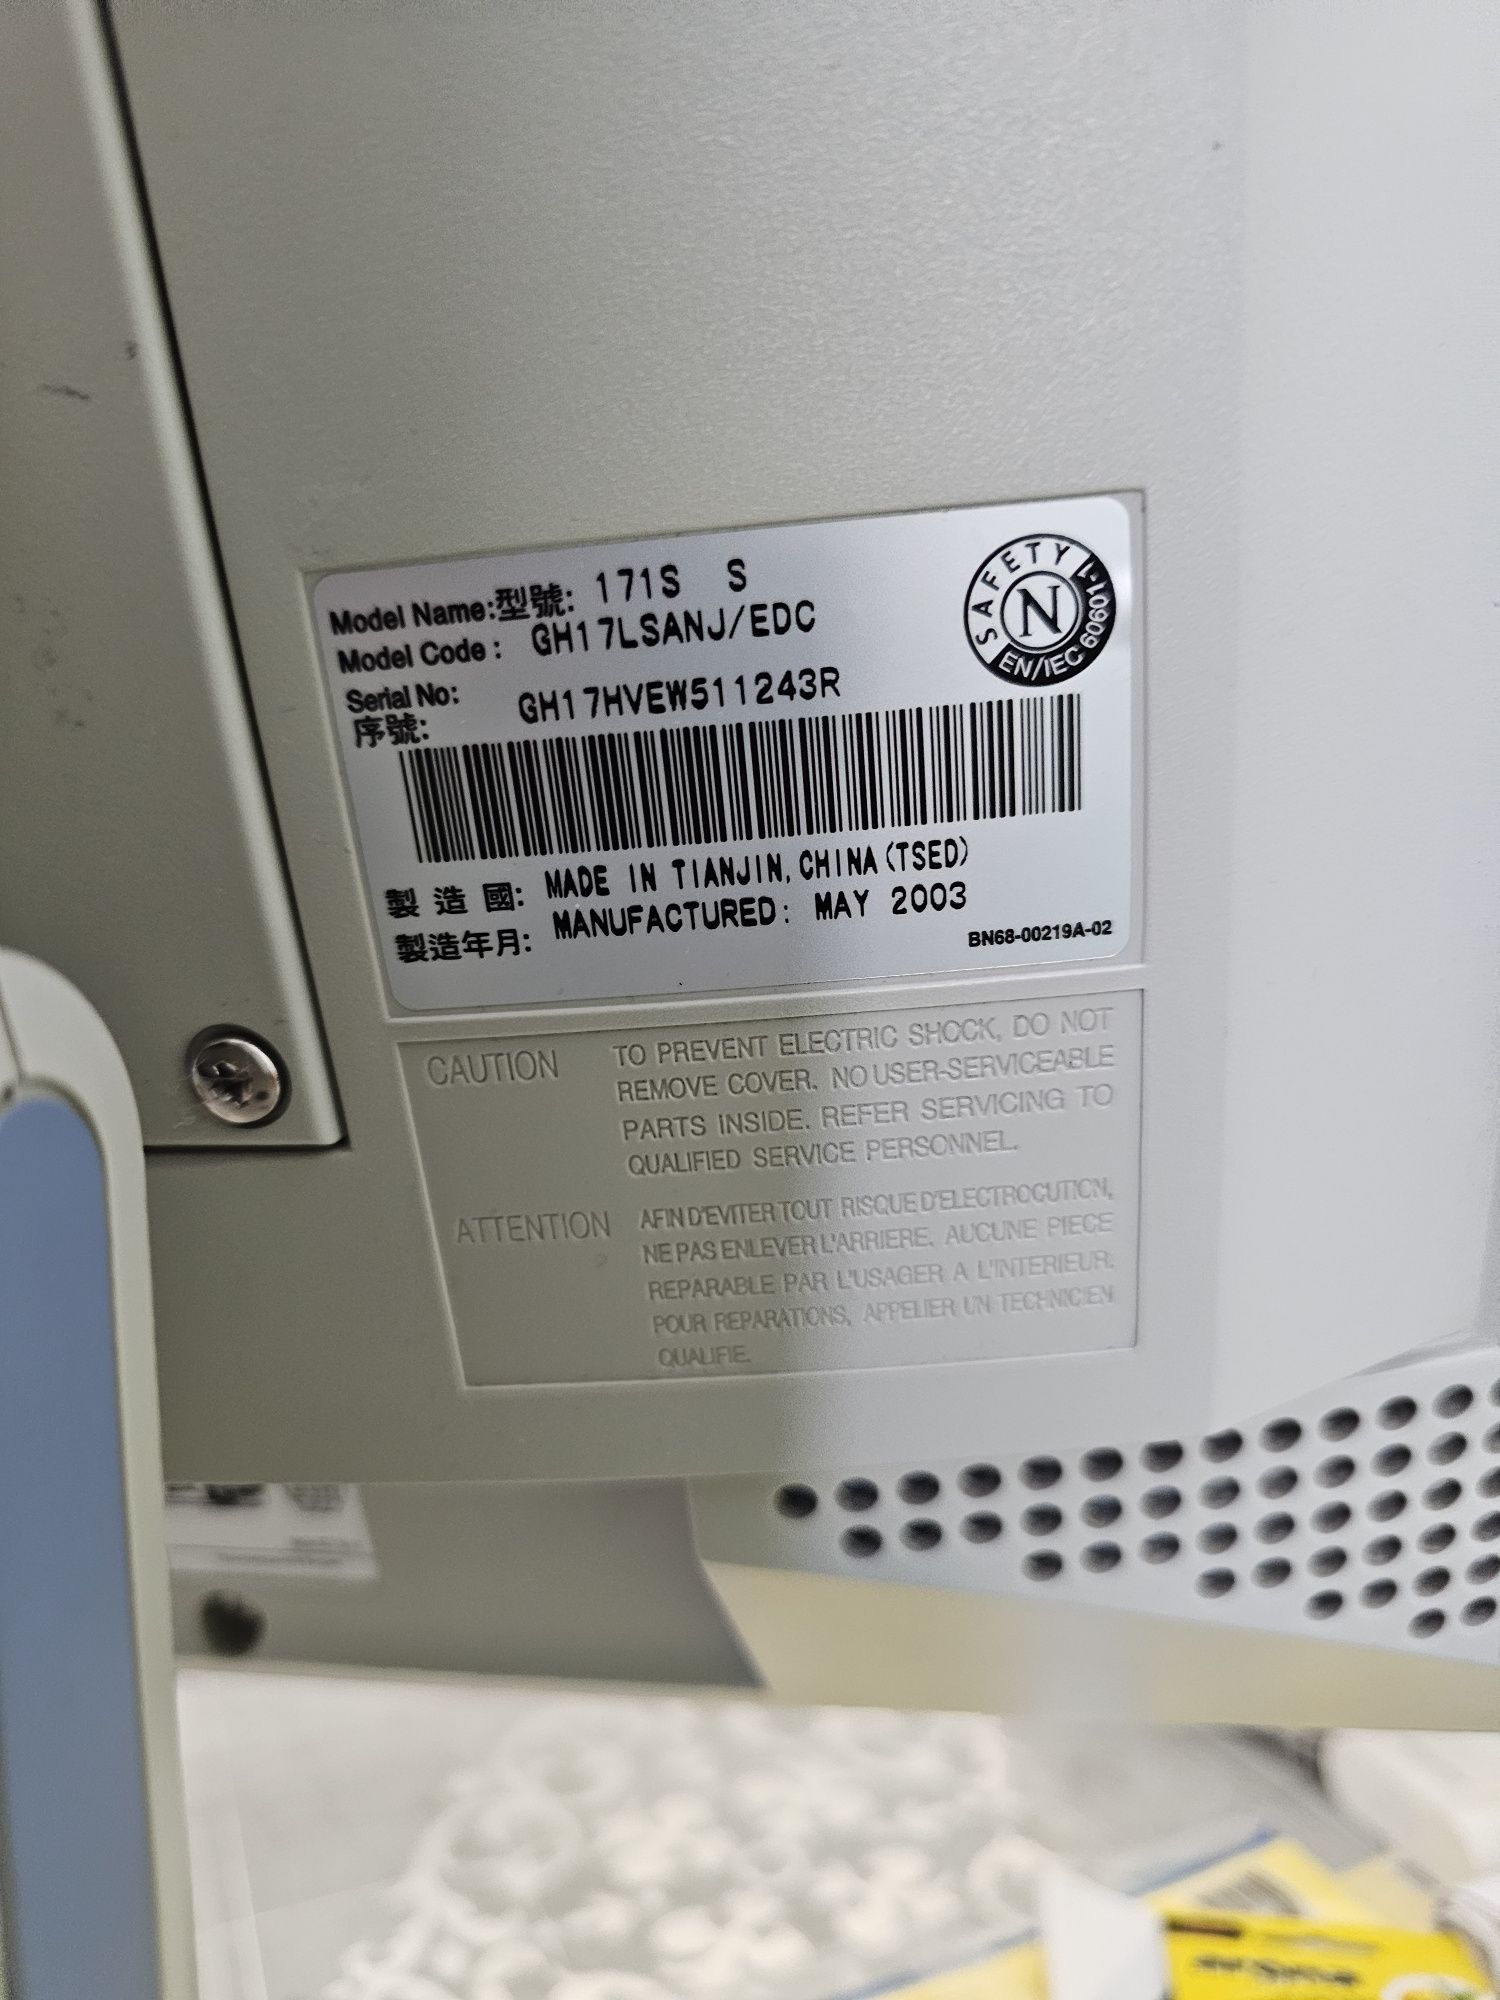 Model Name:型號: 171S S
Model Code: GH17LSANJ/EDC
Serial No: GH17HVEW511243R
序號:
SAFETY
N
EN/IEC 60601-1
製造國: MADE IN TIANJIN,CHINA(TSED)
製造年月: MANUFACTURED: MAY 2003
BN68-00219A-02
CAUTION TO PREVENT ELECTRIC SHOCK, DO NOT
REMOVE COVER. NO USER-SERVICEABLE
PARTS INSIDE. REFER SERVICING TO
QUALIFIED SERVICE PERSONNEL.
ATTENTION AFIN D'EVITER TOUT RISQUE D'ELECTROCUTION,
NE PAS ENLEVER L'ARRIERE. AUCUNE PIECE
REPARABLE PAR L'USAGER A L'INTERIEUR.
POUR REPARATIONS, APPELIER UN TECHNICIEN
QUALIFIE.